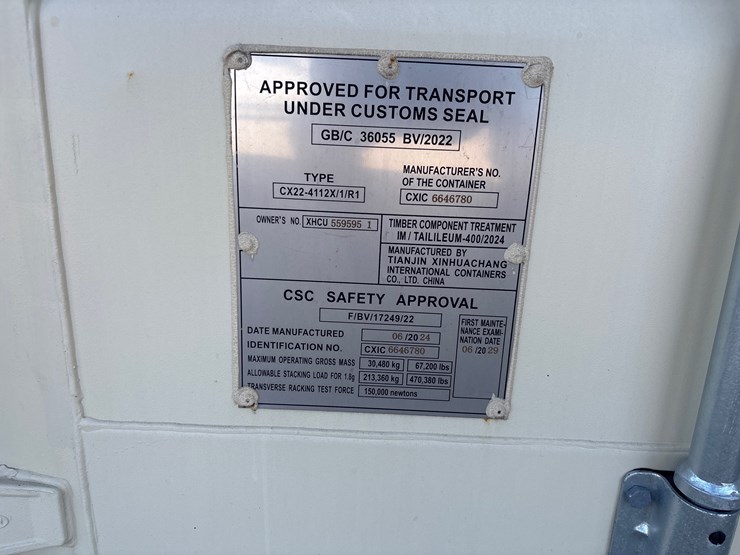 APPROVED FOR TRANSPORT
UNDER CUSTOMS SEAL
GB/C 36055 BV/2022
TYPE
CX22-4112X/1/R1
MANUFACTURER'S NO.
OF THE CONTAINER
CXIC 6646780
OWNER'S NO. XHCU 559595 1
TIMBER COMPONENT TREATMENT
IM / TAILILEUM-400/2024
MANUFACTURED BY
TIANJIN XINHUACHANG
INTERNATIONAL CONTAINERS
CO., LTD. CHINA
CSC SAFETY APPROVAL
F/BV/17249/22
DATE MANUFACTURED 06 /20 24
IDENTIFICATION NO. CXIC 6646780
MAXIMUM OPERATING GROSS MASS 30,480 kg 67,200 lbs
ALLOWABLE STACKING LOAD FOR 1.8g 213,360 kg 470,380 lbs
TRANSVERSE RACKING TEST FORCE 150,000 newtons
FIRST MAINTE-
NANCE EXAMI-
NATION DATE
06 /20 29